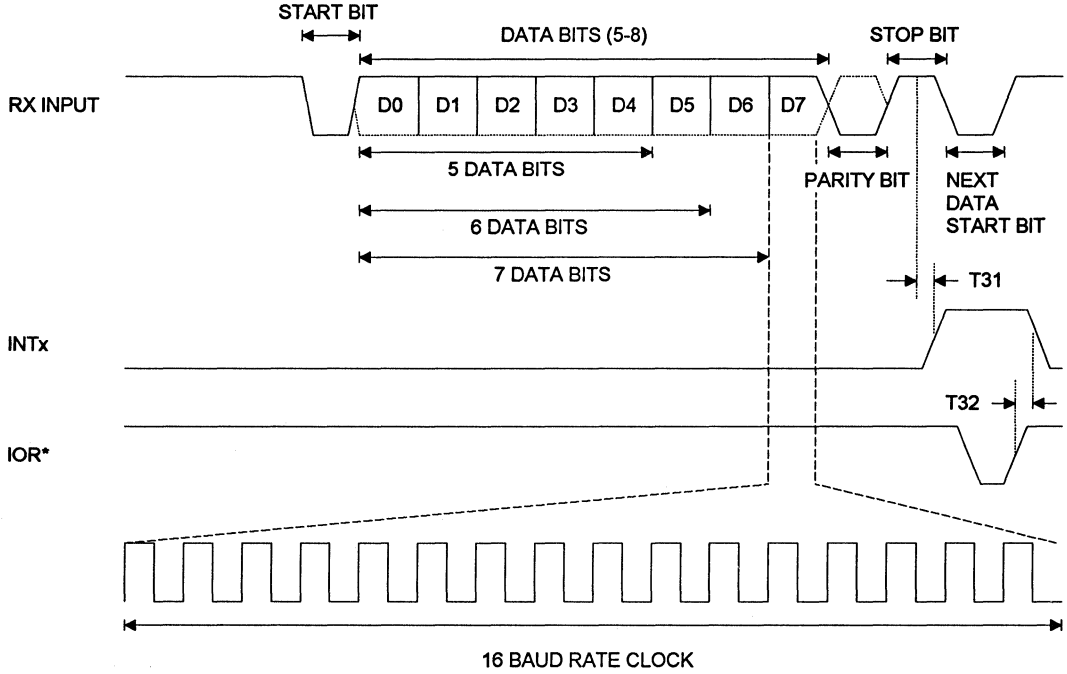 START BIT
DATA BITS (5-8)
STOP BIT
RX INPUT
D0 D1 D2 D3 D4 D5 D6 D7
5 DATA BITS
PARITY BIT
NEXT
DATA
START BIT
6 DATA BITS
7 DATA BITS
T31
INTx
T32
IOR*
16 BAUD RATE CLOCK